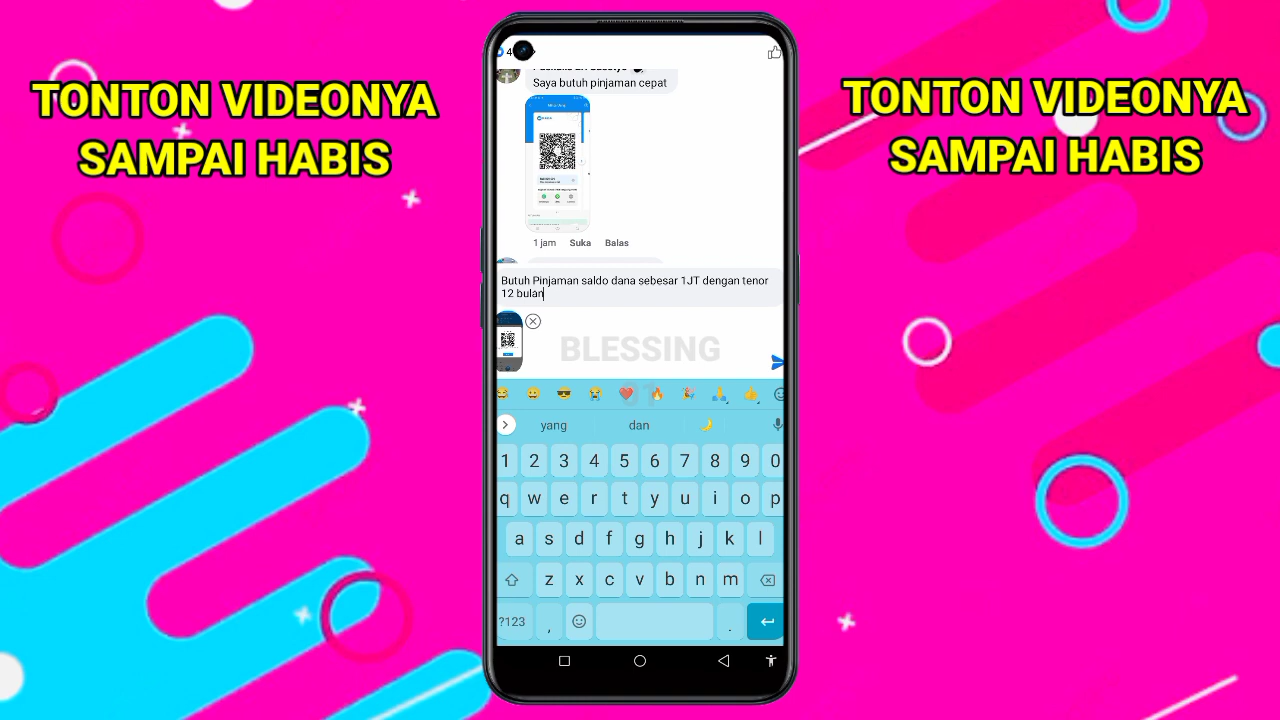 TONTON VIDEONYA
SAMPAI HABIS
TONTON VIDEONYA
SAMPAI HABIS
4
Saya butuh pinjaman cepat
1 jam Suka Balas
Butuh Pinjaman saldo dana sebesar 1JT dengan tenor
12 bulan
BLESSING
yang dan
1 2 3 4 5 6 7 8 9 0
q w e r t y u i o p
a s d f g h j k l
z x c v b n m
?123 , .